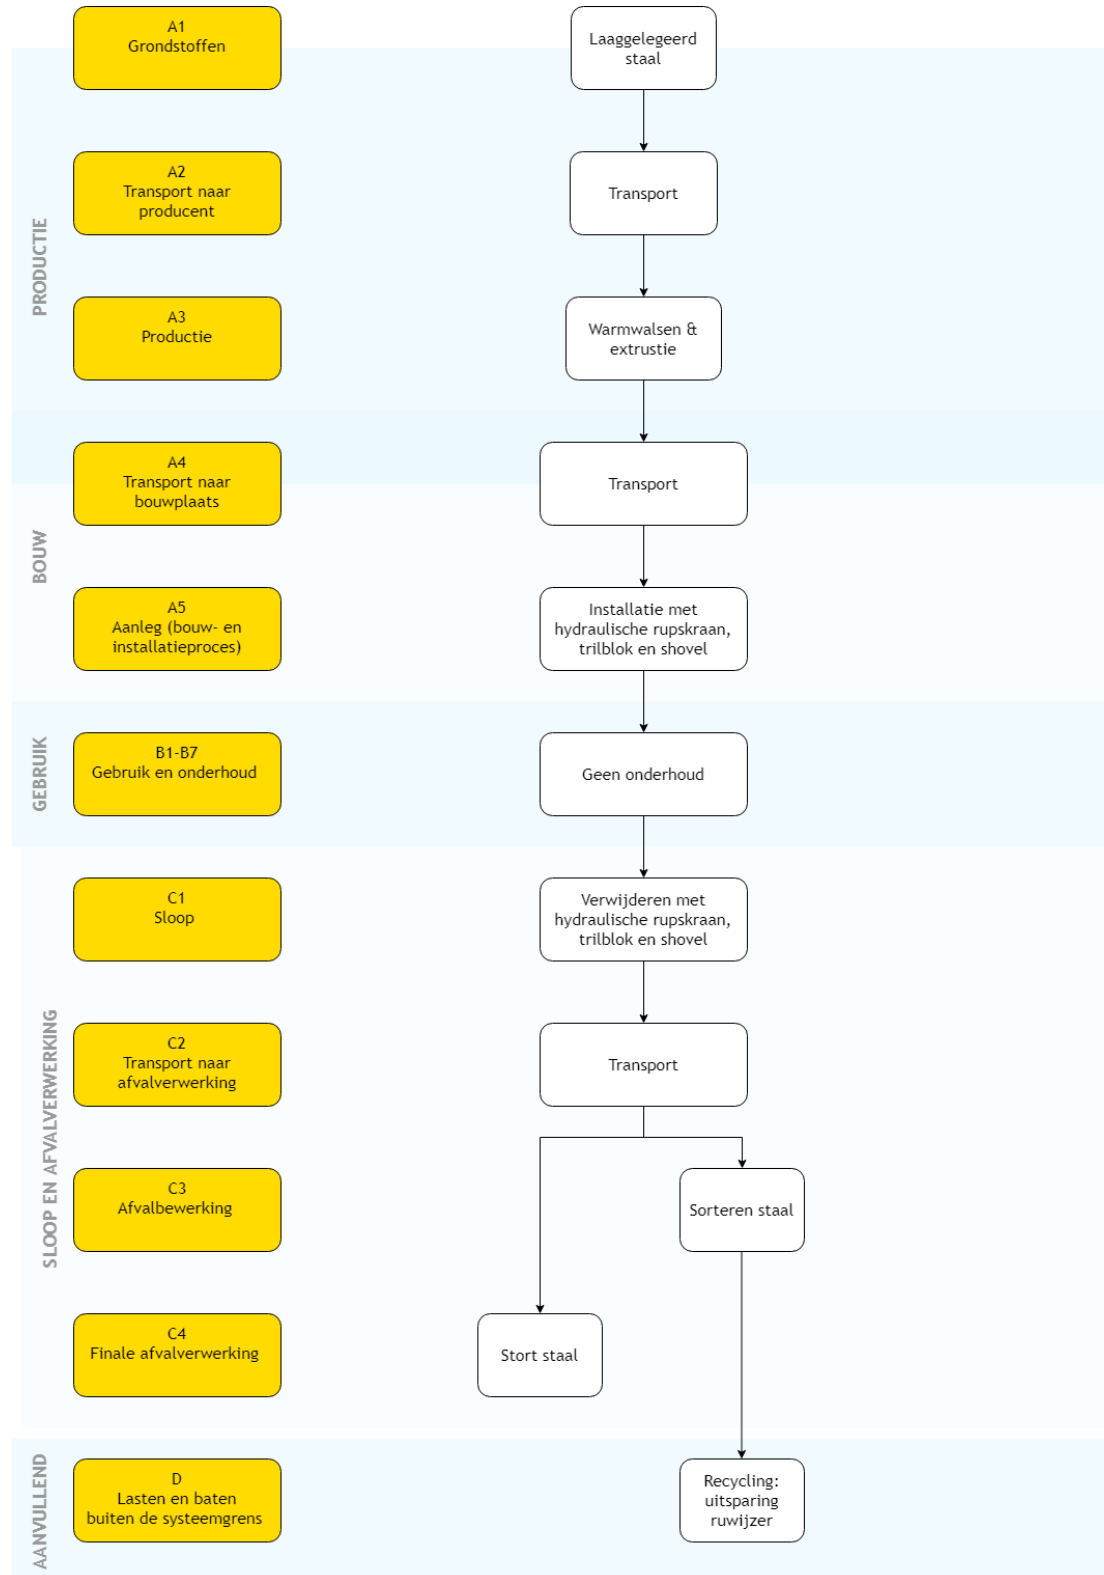 A1
Grondstoffen
Laaggelegeerd
staal
PRODUCTIE
A2
Transport naar
producent
Transport
A3
Productie
Warmwalsen &
extrustie
BOUW
A4
Transport naar
bouwplaats
Transport
A5
Aanleg (bouw- en
installatieproces)
Installatie met
hydraulische rupskraan,
trilblok en shovel
GEBRUIK
B1-B7
Gebruik en onderhoud
Geen onderhoud
SLOOP EN AFVALVERWERKING
C1
Sloop
Verwijderen met
hydraulische rupskraan,
trilblok en shovel
C2
Transport naar
afvalverwerking
Transport
C3
Afvalbewerking
Sorteren staal
C4
Finale afvalverwerking
Stort staal
AANVULLEND
D
Lasten en baten
buiten de systeemgrens
Recycling:
uitsparing
ruwijzer